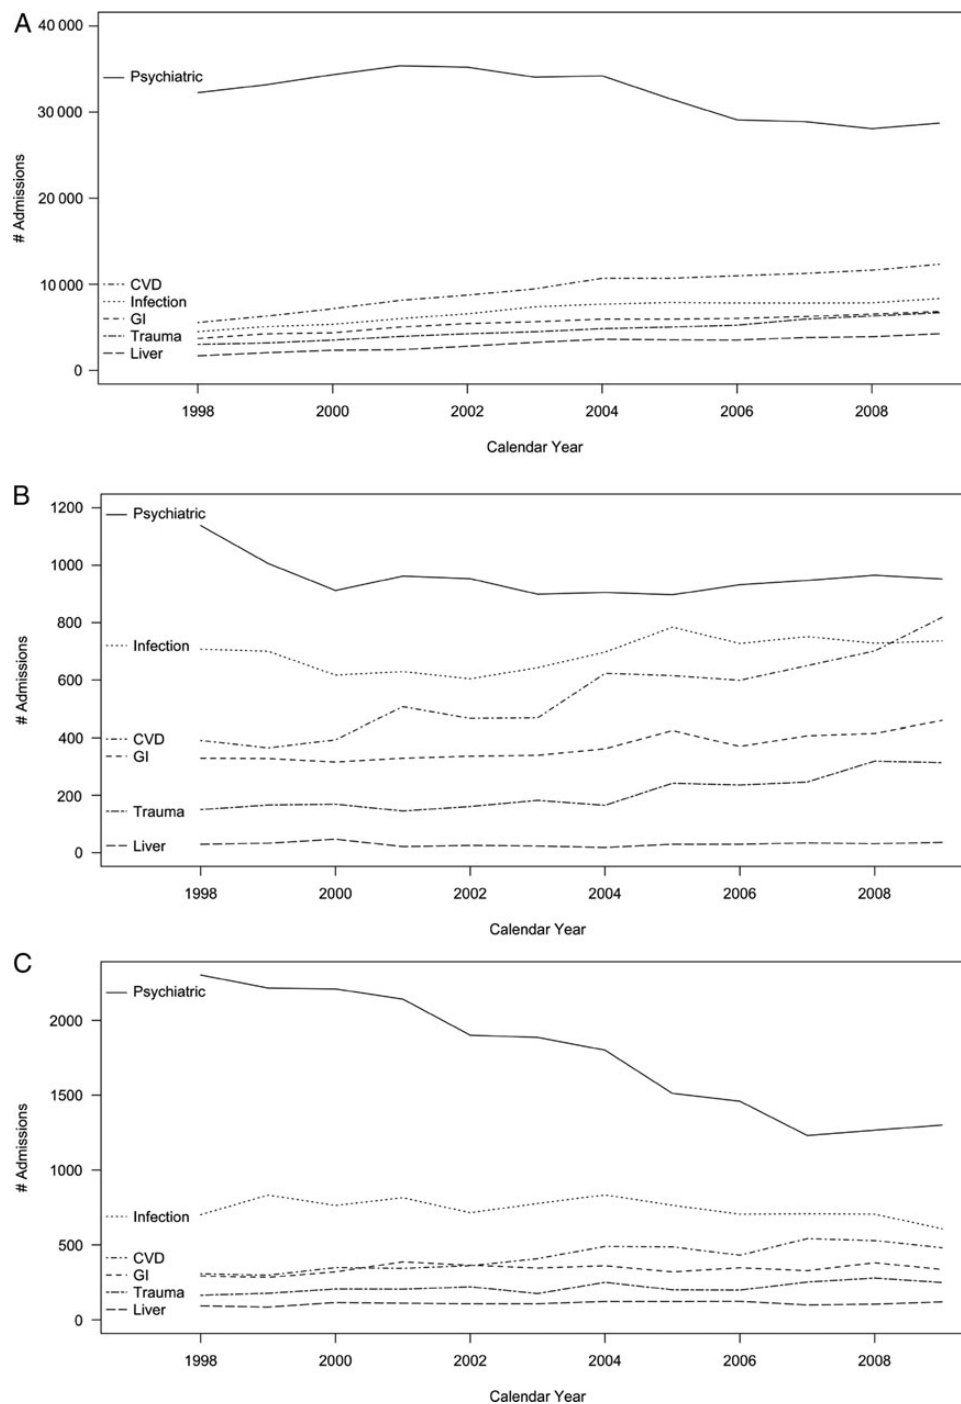 A
40 000
Psychiatric
30 000
20 000
# Admissions
10 000
CVD
Infection
GI
Trauma
Liver
0
1998 2000 2002 2004 2006 2008
Calendar Year
B
1200
Psychiatric
1000
800
Infection
600
# Admissions
400
CVD
GI
200
Trauma
Liver
0
1998 2000 2002 2004 2006 2008
Calendar Year
C
Psychiatric
2000
1500
# Admissions
1000
Infection
500
CVD
GI
Trauma
Liver
0
1998 2000 2002 2004 2006 2008
Calendar Year